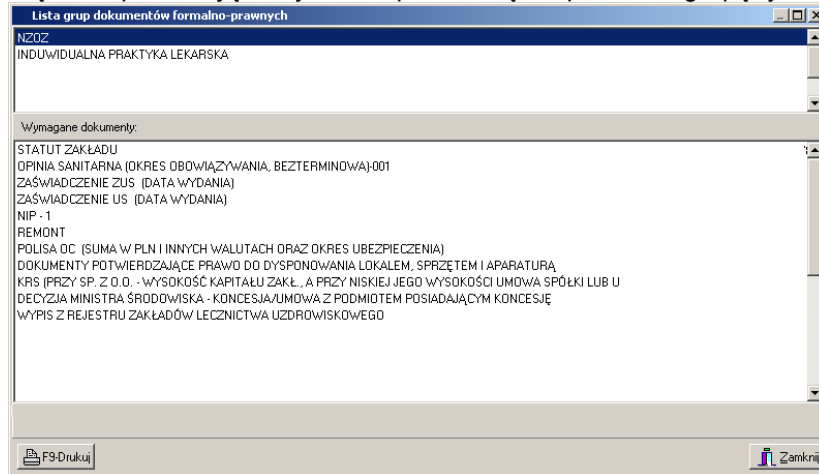 Lista grup dokumentów formalno-prawnych
NZOZ
INDUWIDUALNA PRAKTYKA LEKARSKA
Wymagane dokumenty:
STATUT ZAKŁADU
OPINIA SANITARNA (OKRES OBOWIĄZYWANIA, BEZTERMINOWA)-001
ZAŚWIADCZENIE ZUS (DATA WYDANIA)
ZAŚWIADCZENIE US (DATA WYDANIA)
NIP - 1
REMONT
POLISA OC (SUMA W PLN I INNYCH WALUTACH ORAZ OKRES UBEZPIECZENIA)
DOKUMENTY POTWIERDZAJĄCE PRAWO DO DYSPONOWANIA LOKALEM, SPRZĘTEM I APARATURĄ
KRS (PRZY SP. Z O.O. - WYSOKOŚĆ KAPITAŁU ZAKŁ., A PRZY NISKIEJ JEGO WYSOKOŚCI UMOWA SPÓŁKI LUB U
DECYZJA MINISTRA ŚRODOWISKA - KONCESJA/UMOWA Z PODMIOTEM POSIADAJĄCYM KONCESJĘ
WYPIS Z REJESTRU ZAKŁADÓW LECZNICTWA UZDROWISKOWEGO
F9-Drukuj
Zamknij